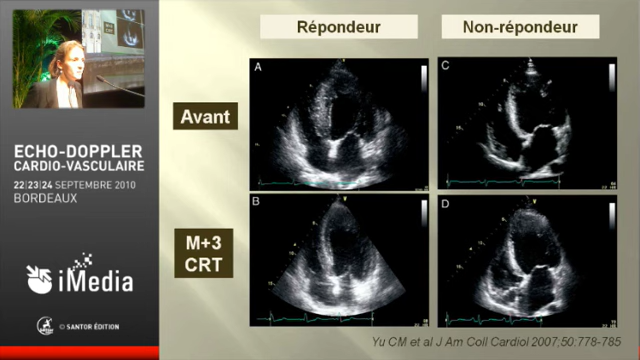 Répondeur
Non-répondeur
A
C
Avant
ECHO-DOPPLER
CARDIO-VASCULAIRE
22|23|24 SEPTEMBRE 2010
BORDEAUX
B
D
V
V
M+3
CRT
iMedia
© SANTOR ÉDITION
Yu CM et al J Am Coll Cardiol 2007;50:778-785